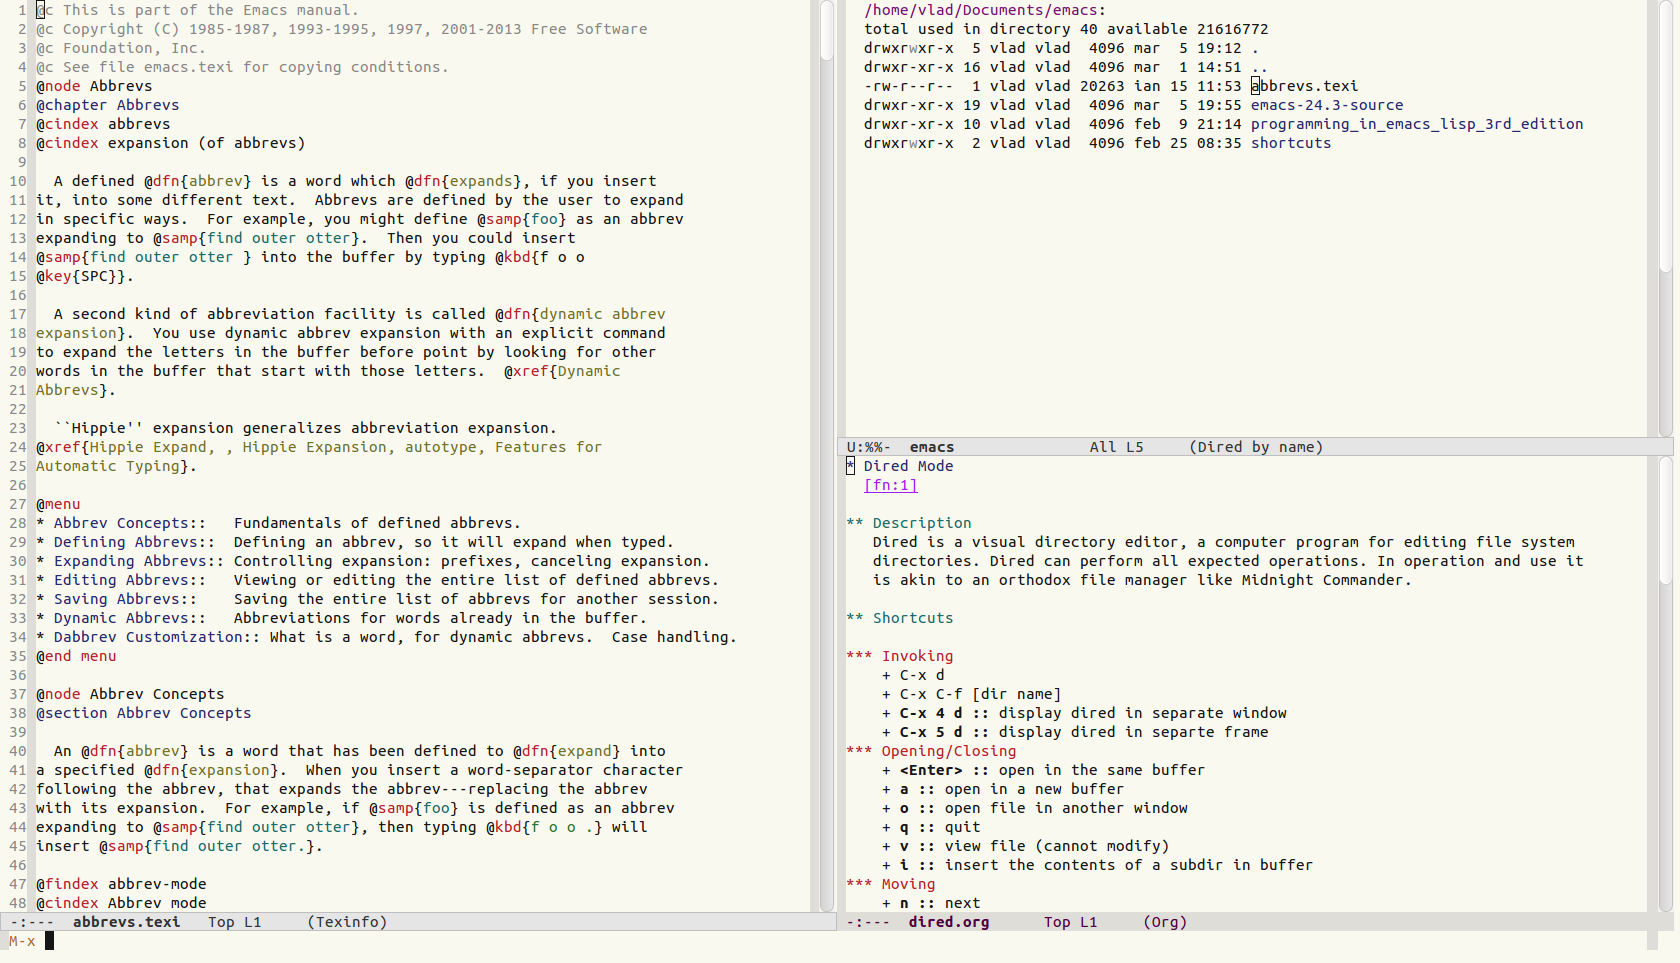 1 @c This is part of the Emacs manual.
2 @c Copyright (C) 1985-1987, 1993-1995, 1997, 2001-2013 Free Software
3 @c Foundation, Inc.
4 @c See file emacs.texi for copying conditions.
5 @node Abbrevs
6 @chapter Abbrevs
7 @cindex abbrevs
8 @cindex expansion (of abbrevs)
9
10   A defined @dfn{abbrev} is a word which @dfn{expands}, if you insert
11 it, into some different text.  Abbrevs are defined by the user to expand
12 in specific ways.  For example, you might define @samp{foo} as an abbrev
13 expanding to @samp{find outer otter}.  Then you could insert
14 @samp{find outer otter } into the buffer by typing @kbd{f o o
15 @key{SPC}}.
16
17   A second kind of abbreviation facility is called @dfn{dynamic abbrev
18 expansion}.  You use dynamic abbrev expansion with an explicit command
19 to expand the letters in the buffer before point by looking for other
20 words in the buffer that start with those letters.  @xref{Dynamic
21 Abbrevs}.
22
23   ``Hippie'' expansion generalizes abbreviation expansion.
24 @xref{Hippie Expand, , Hippie Expansion, autotype, Features for
25 Automatic Typing}.
26
27 @menu
28 * Abbrev Concepts::   Fundamentals of defined abbrevs.
29 * Defining Abbrevs::  Defining an abbrev, so it will expand when typed.
30 * Expanding Abbrevs:: Controlling expansion: prefixes, canceling expansion.
31 * Editing Abbrevs::   Viewing or editing the entire list of defined abbrevs.
32 * Saving Abbrevs::    Saving the entire list of abbrevs for another session.
33 * Dynamic Abbrevs::   Abbreviations for words already in the buffer.
34 * Dabbrev Customization:: What is a word, for dynamic abbrevs.  Case handling.
35 @end menu
36
37 @node Abbrev Concepts
38 @section Abbrev Concepts
39
40   An @dfn{abbrev} is a word that has been defined to @dfn{expand} into
41 a specified @dfn{expansion}.  When you insert a word-separator character
42 following the abbrev, that expands the abbrev---replacing the abbrev
43 with its expansion.  For example, if @samp{foo} is defined as an abbrev
44 expanding to @samp{find outer otter}, then typing @kbd{f o o .} will
45 insert @samp{find outer otter.}.
46
47 @findex abbrev-mode
48 @cindex Abbrev mode
-:---  abbrevs.texi   Top L1     (Texinfo)
M-x
/home/vlad/Documents/emacs:
total used in directory 40 available 21616772
drwxrwxr-x  5 vlad vlad  4096 mar  5 19:12 .
drwxr-xr-x 16 vlad vlad  4096 mar  1 14:51 ..
-rw-r--r--  1 vlad vlad 20263 ian 15 11:53 abbrevs.texi
drwxr-xr-x 19 vlad vlad  4096 mar  5 19:55 emacs-24.3-source
drwxr-xr-x 10 vlad vlad  4096 feb  9 21:14 programming_in_emacs_lisp_3rd_edition
drwxrwxr-x  2 vlad vlad  4096 feb 25 08:35 shortcuts
U:%%-  emacs               All L5     (Dired by name)
* Dired Mode
[fn:1]
** Description
Dired is a visual directory editor, a computer program for editing file system
directories. Dired can perform all expected operations. In operation and use it
is akin to an orthodox file manager like Midnight Commander.
** Shortcuts
*** Invoking
+ C-x d
+ C-x C-f [dir name]
+ C-x 4 d :: display dired in separate window
+ C-x 5 d :: display dired in separte frame
*** Opening/Closing
+ <Enter> :: open in the same buffer
+ a :: open in a new buffer
+ o :: open file in another window
+ q :: quit
+ v :: view file (cannot modify)
+ i :: insert the contents of a subdir in buffer
*** Moving
+ n :: next
-:---  dired.org      Top L1     (Org)